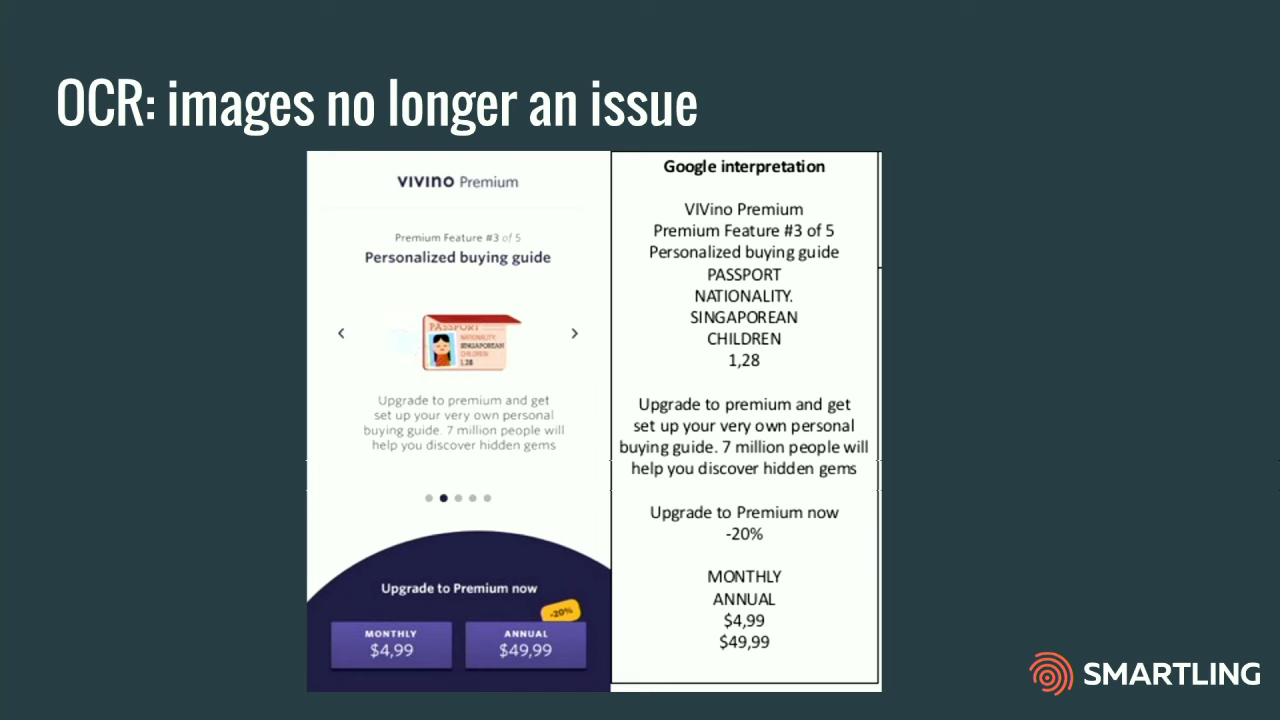 OCR: images no longer an issue
VIVINO Premium
Premium Feature #3 of 5
Personalized buying guide
PASSPORT
NATIONALITY.
SINGAPOREAN
CHILDREN
1,28
Upgrade to premium and get
set up your very own personal
buying guide. 7 million people will
help you discover hidden gems
Upgrade to Premium now
-20%
MONTHLY
$4,99
ANNUAL
$49,99
Google interpretation
VIVino Premium
Premium Feature #3 of 5
Personalized buying guide
PASSPORT
NATIONALITY.
SINGAPOREAN
CHILDREN
1,28
Upgrade to premium and get
set up your very own personal
buying guide. 7 million people will
help you discover hidden gems
Upgrade to Premium now
-20%
MONTHLY
ANNUAL
$4,99
$49,99
SMARTLING